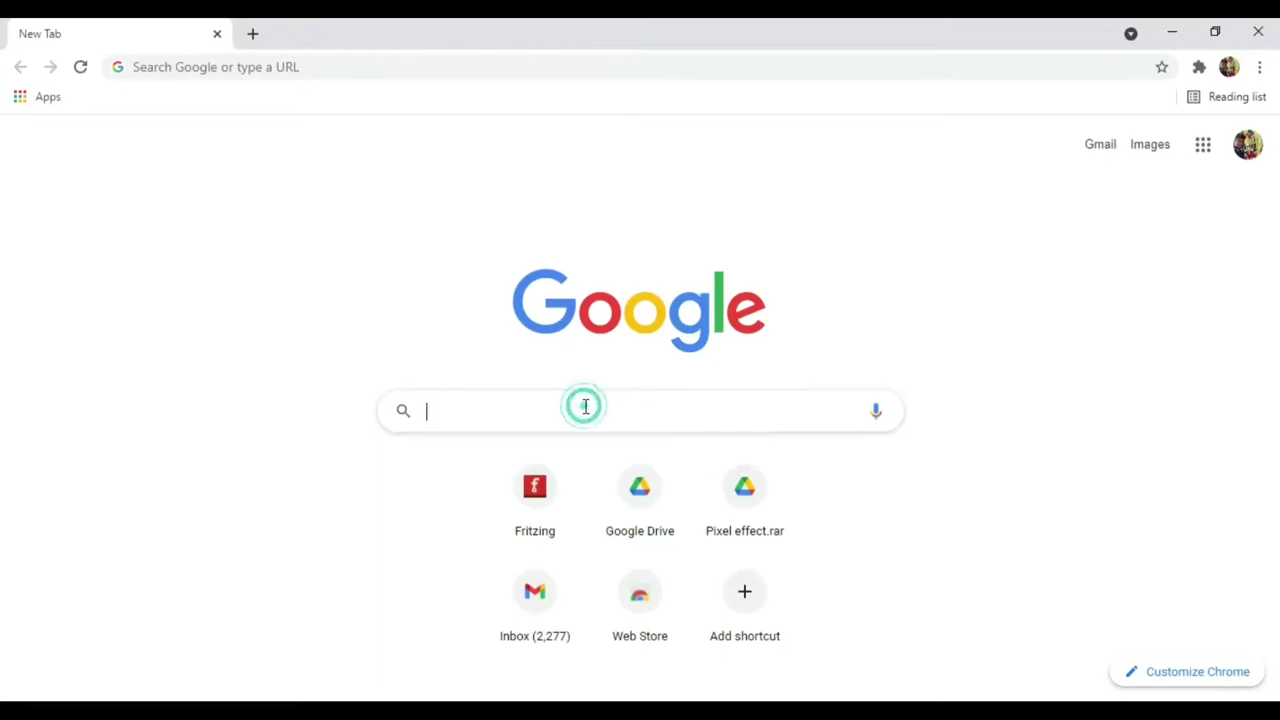 New Tab
Search Google or type a URL
Apps
Reading list
Gmail Images
Google
Fritzing Google Drive Pixel effect.rar
Inbox (2,277) Web Store Add shortcut
Customize Chrome